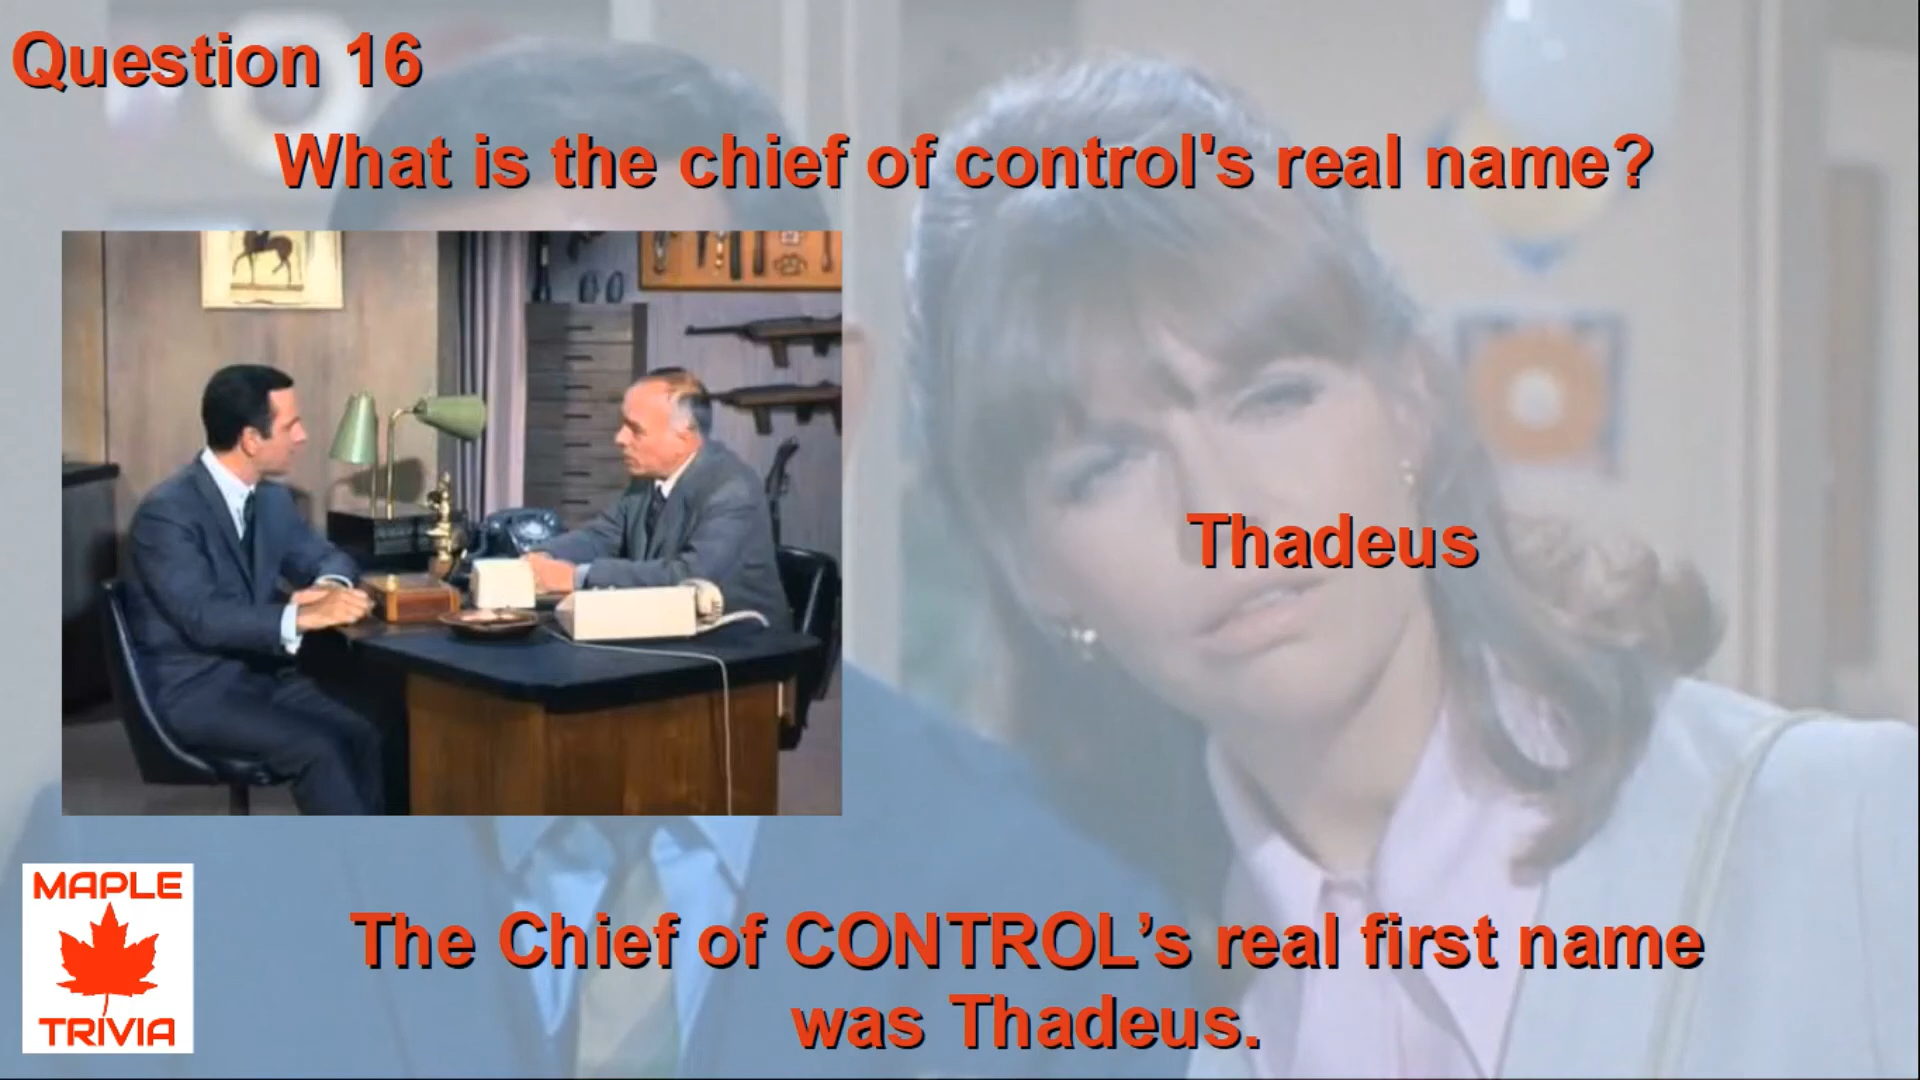 Question 16
What is the chief of control's real name?
Thadeus
MAPLE
TRIVIA
The Chief of CONTROL’s real first name
was Thadeus.